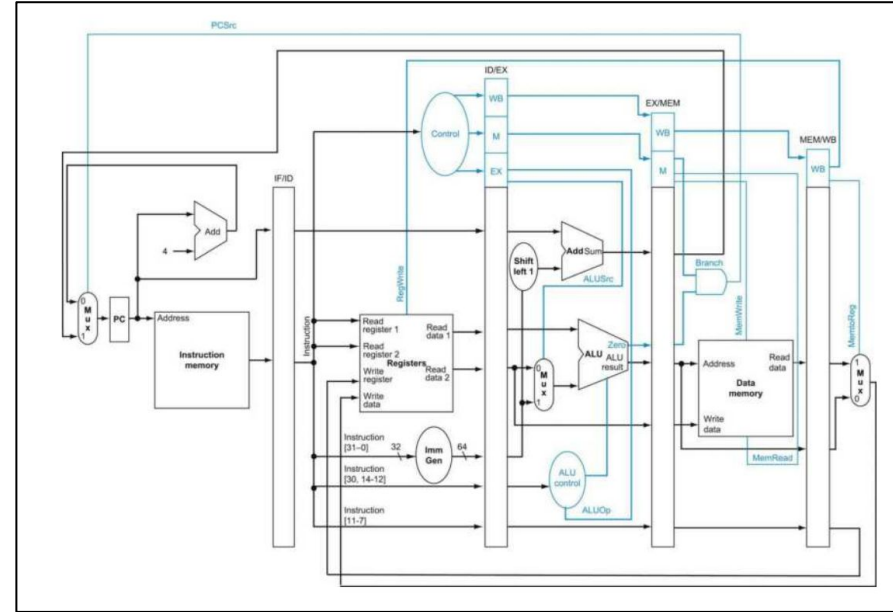 PCSrc
ID/EX
WB
EX/MEM
Control
M
WB
MEM/WB
EX
M
WB
IF/ID
Add
4
Add Sum
Shift
left 1
Branch
ALUSrc
RegWrite
MemWrite
MemtoReg
0
M
u
x
1
PC
Address
Instruction
memory
Instruction
Read
register 1
Read
data 1
Read
register 2
Registers
Write
register
Read
data 2
Write
data
0
M
u
x
1
Zero
ALU
ALU
result
Address
Read
data
Data
memory
Write
data
1
M
u
x
0
Instruction
[31–0]
32
Imm
Gen
64
MemRead
Instruction
[30, 14-12]
ALU
control
ALUOp
Instruction
[11-7]